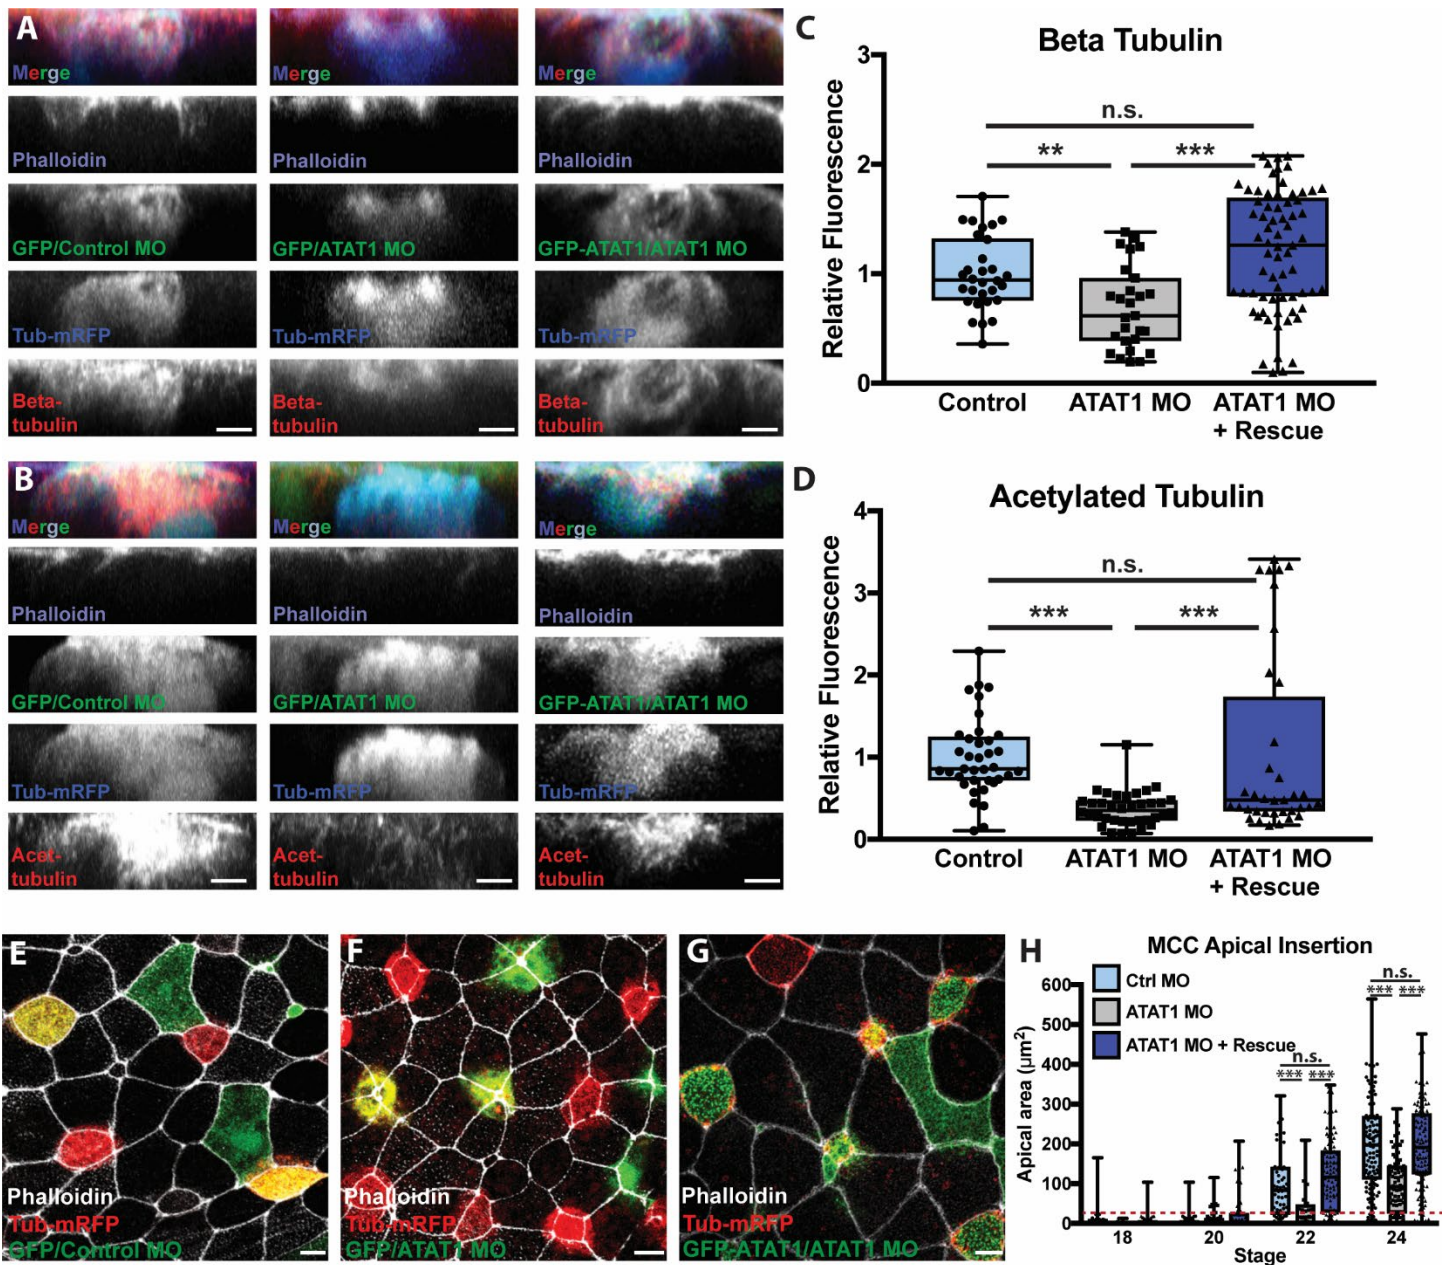 A
Merge
Merge
Merge
Phalloidin
Phalloidin
Phalloidin
GFP/Control MO
GFP/ATAT1 MO
GFP-ATAT1/ATAT1 MO
Tub-mRFP
Tub-mRFP
Tub-mRFP
Beta-
tubulin
Beta-
tubulin
Beta-
tubulin
B
Merge
Merge
Merge
Phalloidin
Phalloidin
Phalloidin
GFP/Control MO
GFP/ATAT1 MO
GFP-ATAT1/ATAT1 MO
Tub-mRFP
Tub-mRFP
Tub-mRFP
Acet-
tubulin
Acet-
tubulin
Acet-
tubulin
C
Beta Tubulin
Relative Fluorescence
3
2
1
0
n.s.
** ***
Control
ATAT1 MO
ATAT1 MO
+ Rescue
D
Acetylated Tubulin
Relative Fluorescence
4
3
2
1
0
n.s.
*** ***
Control
ATAT1 MO
ATAT1 MO
+ Rescue
E
Phalloidin
Tub-mRFP
GFP/Control MO
F
Phalloidin
Tub-mRFP
GFP/ATAT1 MO
G
Phalloidin
Tub-mRFP
GFP-ATAT1/ATAT1 MO
H
MCC Apical Insertion
Ctrl MO
ATAT1 MO
ATAT1 MO + Rescue
Apical area (µm²)
600
500
400
300
200
100
0
n.s.
*** ***
n.s.
*** ***
18 20 22 24
Stage